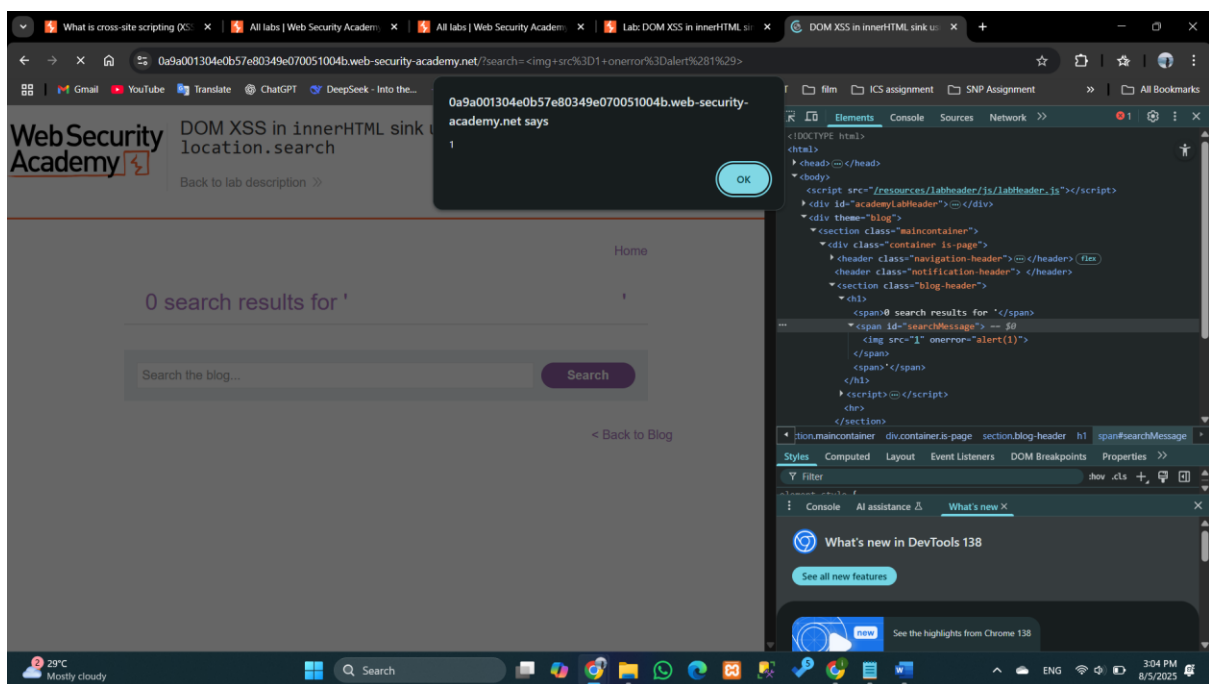 What is cross-site scripting (XSS
All labs | Web Security Academy
All labs | Web Security Academy
Lab: DOM XSS in innerHTML sin
DOM XSS in innerHTML sink us
0a9a001304e0b57e80349e070051004b.web-security-academy.net/?search=<img+src%3D1+onerror%3Dalert%281%29>
Gmail
YouTube
Translate
ChatGPT
DeepSeek - Into the...
film
ICS assignment
SNP Assignment
»
All Bookmarks
0a9a001304e0b57e80349e070051004b.web-security-
academy.net says
1
OK
WebSecurity
Academy
DOM XSS in innerHTML sink u
location.search
Back to lab description »
Home
0 search results for ' '
Search the blog...
Search
< Back to Blog
Elements Console Sources Network » 1
<!DOCTYPE html>
<html>
<head> </head>
<body>
<script src="/resources/labheader/js/labHeader.js"></script>
<div id="academyLabHeader"> </div>
<div theme="blog">
<section class="maincontainer">
<div class="container is-page">
<header class="navigation-header"> </header> flex
<header class="notification-header"> </header>
<section class="blog-header">
<h1>
<span>0 search results for '</span>
<span id="searchMessage"> == $0
<img src="1" onerror="alert(1)">
</span>
<span>'</span>
</h1>
<script> </script>
<hr>
</section>
ction.maincontainer div.container.is-page section.blog-header h1 span#searchMessage
Styles Computed Layout Event Listeners DOM Breakpoints Properties »
Filter :hov .cls +
Console AI assistance What's new ×
What's new in DevTools 138
See all new features
new
See the highlights from Chrome 138
2
29°C
Mostly cloudy
Search
ENG
3:04 PM
8/5/2025